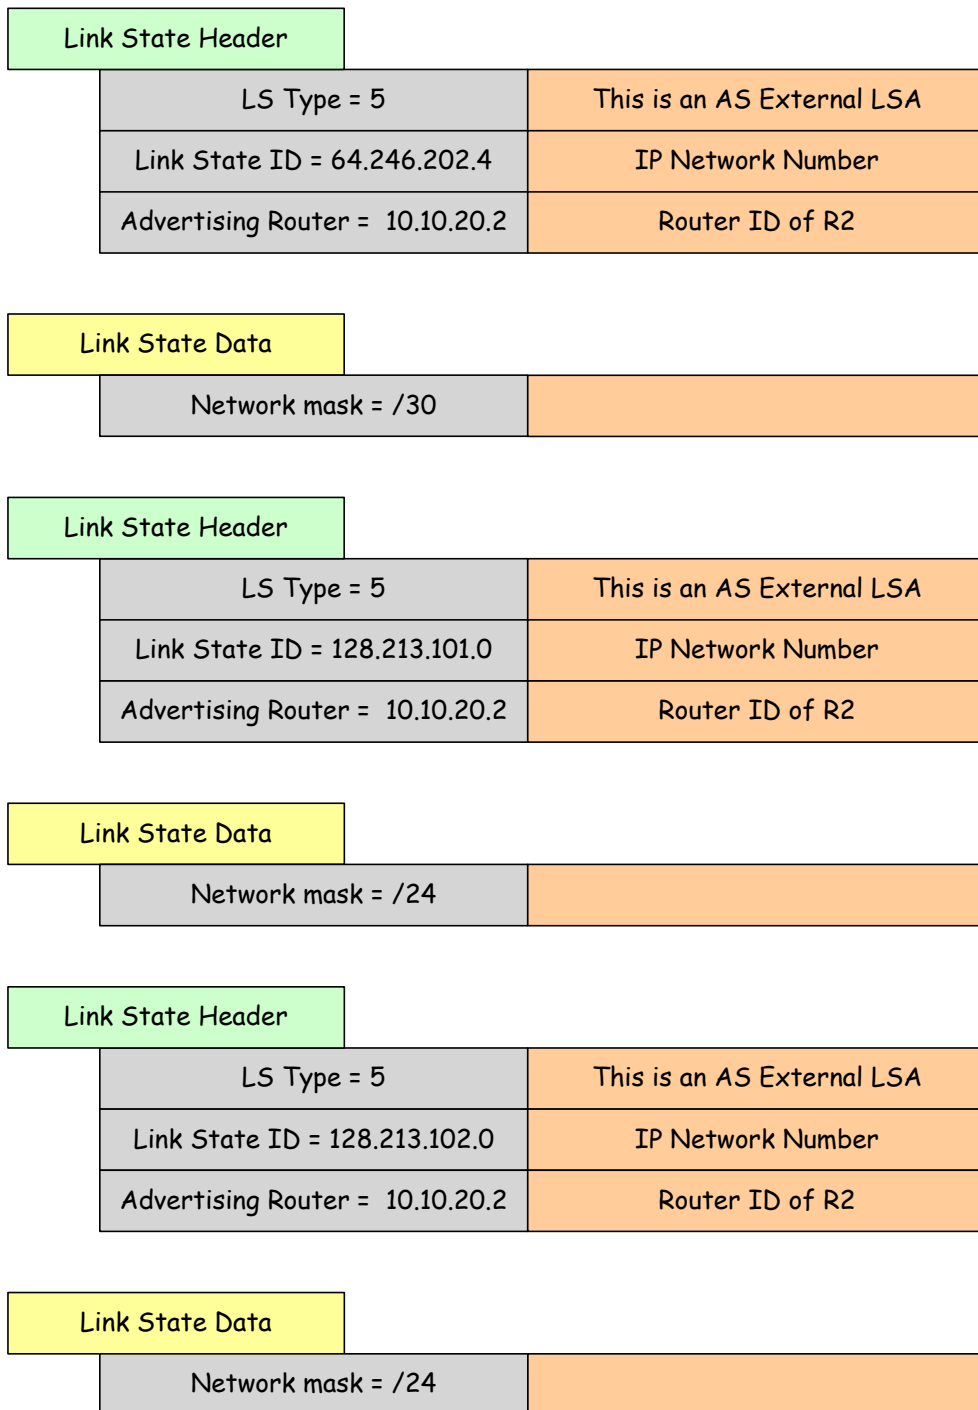 Link State Header
LS Type = 5
This is an AS External LSA
Link State ID = 64.246.202.4
IP Network Number
Advertising Router = 10.10.20.2
Router ID of R2
Link State Data
Network mask = /30
Link State Header
LS Type = 5
This is an AS External LSA
Link State ID = 128.213.101.0
IP Network Number
Advertising Router = 10.10.20.2
Router ID of R2
Link State Data
Network mask = /24
Link State Header
LS Type = 5
This is an AS External LSA
Link State ID = 128.213.102.0
IP Network Number
Advertising Router = 10.10.20.2
Router ID of R2
Link State Data
Network mask = /24